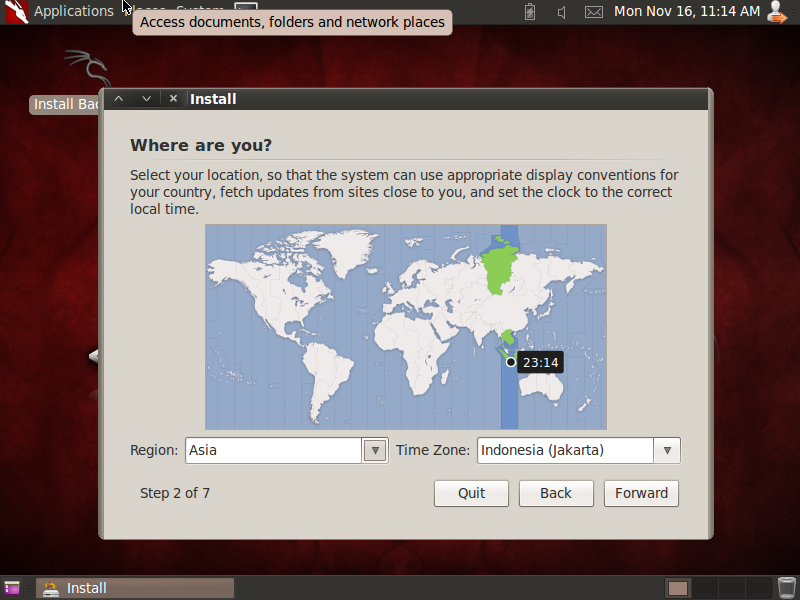 Applications
System
Mon Nov 16, 11:14 AM
Access documents, folders and network places
Install Bac
Install
Where are you?
Select your location, so that the system can use appropriate display conventions for
your country, fetch updates from sites close to you, and set the clock to the correct
local time.
23:14
Region:
Asia
Time Zone:
Indonesia (Jakarta)
Step 2 of 7
Quit
Back
Forward
Install